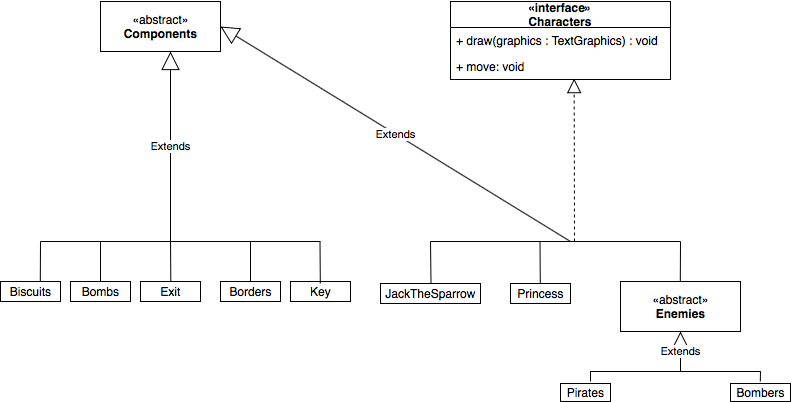 «abstract»
Components
«interface»
Characters
+ draw(graphics : TextGraphics) : void
+ move: void
Extends
Extends
Biscuits
Bombs
Exit
Borders
Key
JackTheSparrow
Princess
«abstract»
Enemies
Extends
Pirates
Bombers